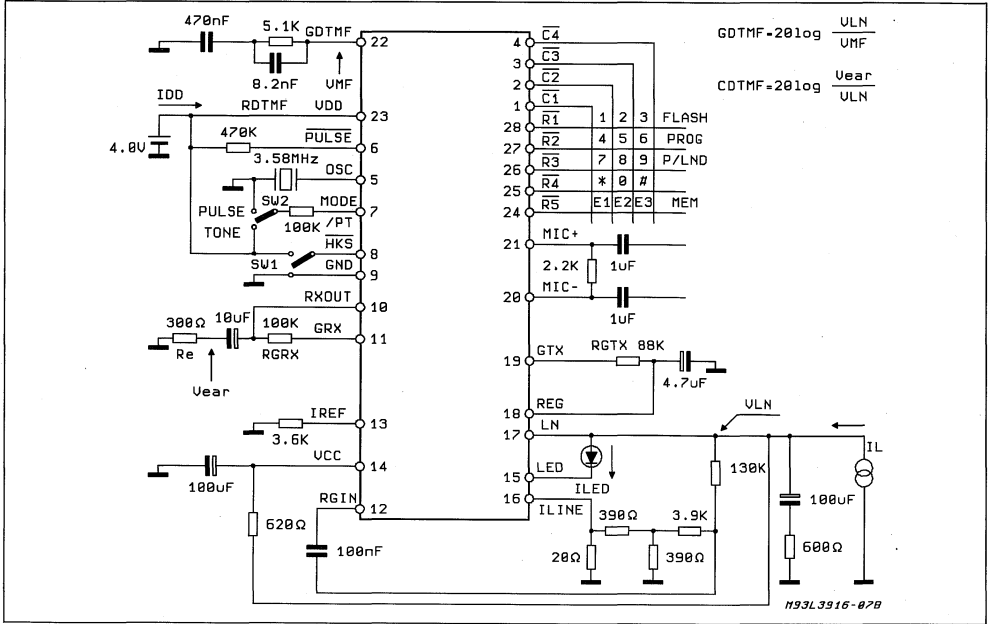 470nF
5.1K
GDTMF
22
8.2nF
VMF
IDD
RDTMF VDD
23
4.0V
470K
PULSE
6
3.58MHz
OSC
5
SW2
MODE
7
PULSE
TONE
100K
/PT
HKS
8
SW1
GND
9
RXOUT
10
300Ω
10uF
100K
GRX
11
Re
RGRX
Vear
IREF
13
3.6K
VCC
14
100uF
RGIN
12
620Ω
100nF
4 C4
3 C3
2 C2
1 C1
28 R1 1 2 3 FLASH
27 R2 4 5 6 PROG
26 R3 7 8 9 P/LND
25 R4 * 0 #
24 R5 E1 E2 E3 MEM
21 MIC+
1uF
2.2K
20 MIC-
1uF
19 GTX
RGTX 88K
4.7uF
18 REG
17 LN
VLN
IL
15 LED
ILED
16 ILINE
130K
390Ω
3.9K
20Ω
390Ω
100uF
600Ω
GDTMF=20log VLN
VMF
CDTMF=20log Vear
VLN
M93L3916-07B